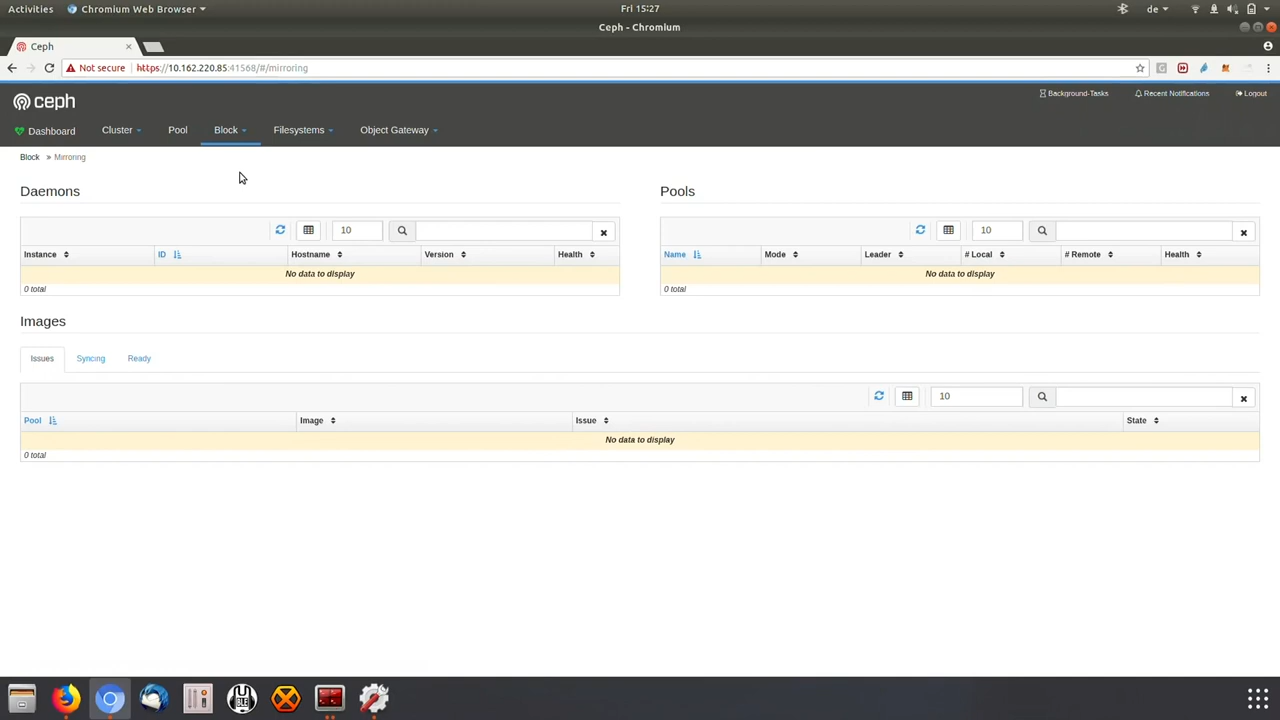 Activities
Chromium Web Browser
Fri 15:27
de
Ceph - Chromium
Ceph
Not secure
https://10.162.220.85:41568/#/mirroring
ceph
Background-Tasks
Recent Notifications
Logout
Dashboard
Cluster
Pool
Block
Filesystems
Object Gateway
Block » Mirroring
Daemons
Pools
10
10
Instance
ID
Hostname
Version
Health
Name
Mode
Leader
# Local
# Remote
Health
No data to display
No data to display
0 total
0 total
Images
Issues
Syncing
Ready
10
Pool
Image
Issue
State
No data to display
0 total